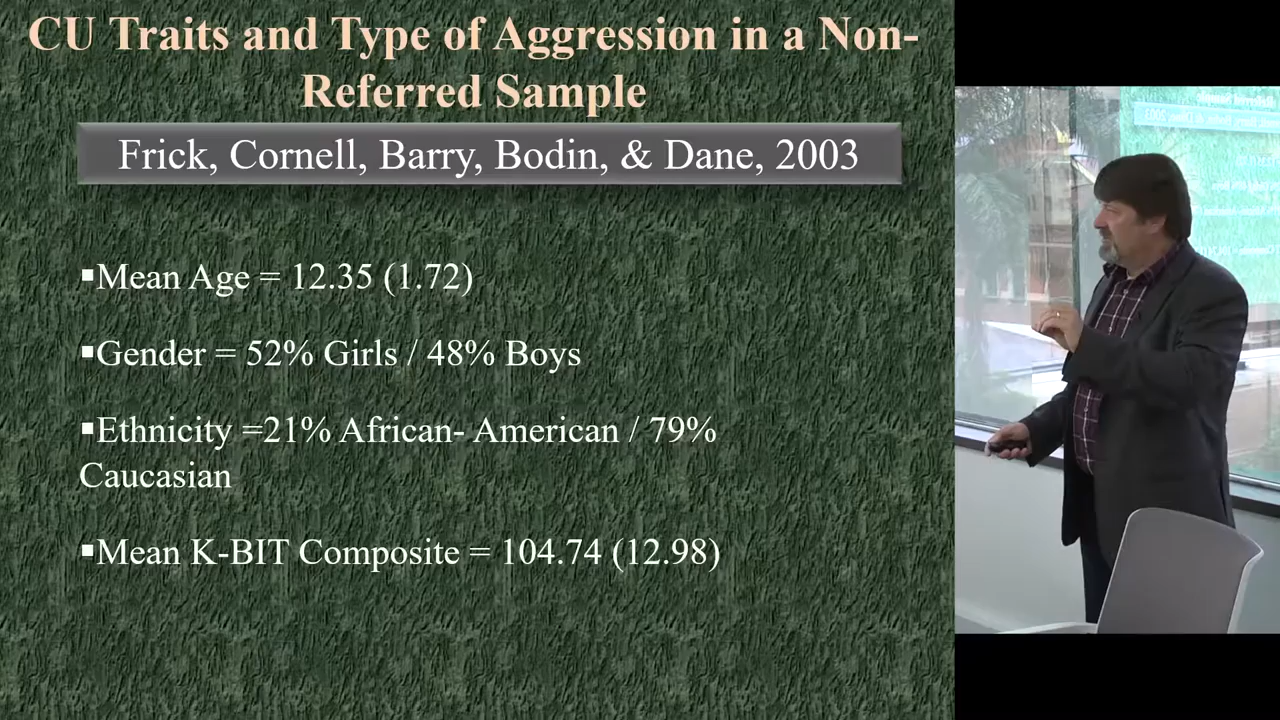 CU Traits and Type of Aggression in a Non-
Referred Sample
Frick, Cornell, Barry, Bodin, & Dane, 2003
▪Mean Age = 12.35 (1.72)
▪Gender = 52% Girls / 48% Boys
▪Ethnicity =21% African- American / 79%
Caucasian
▪Mean K-BIT Composite = 104.74 (12.98)